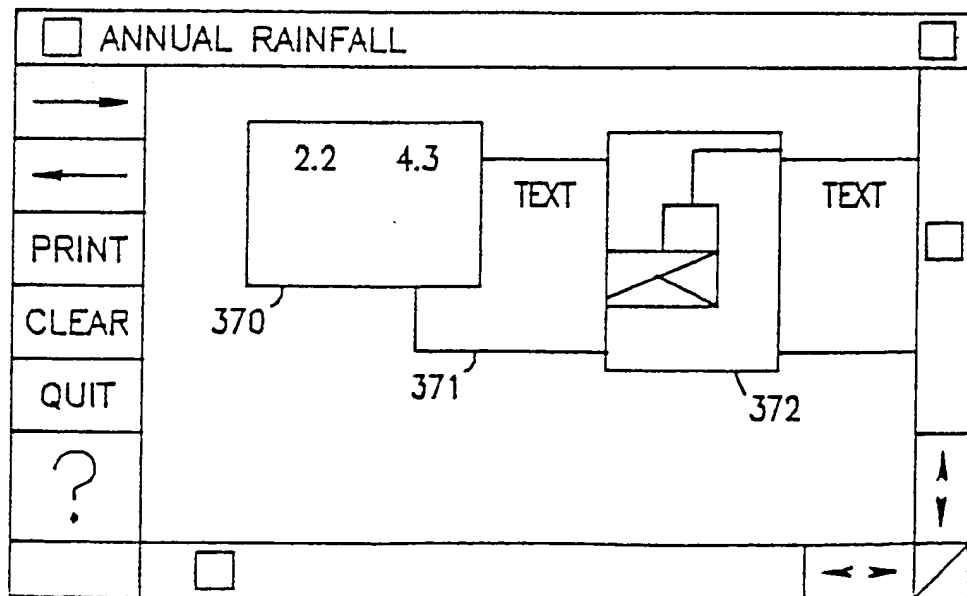 ANNUAL RAINFALL
2.2 4.3
TEXT TEXT
PRINT
370
CLEAR
371
372
QUIT
?